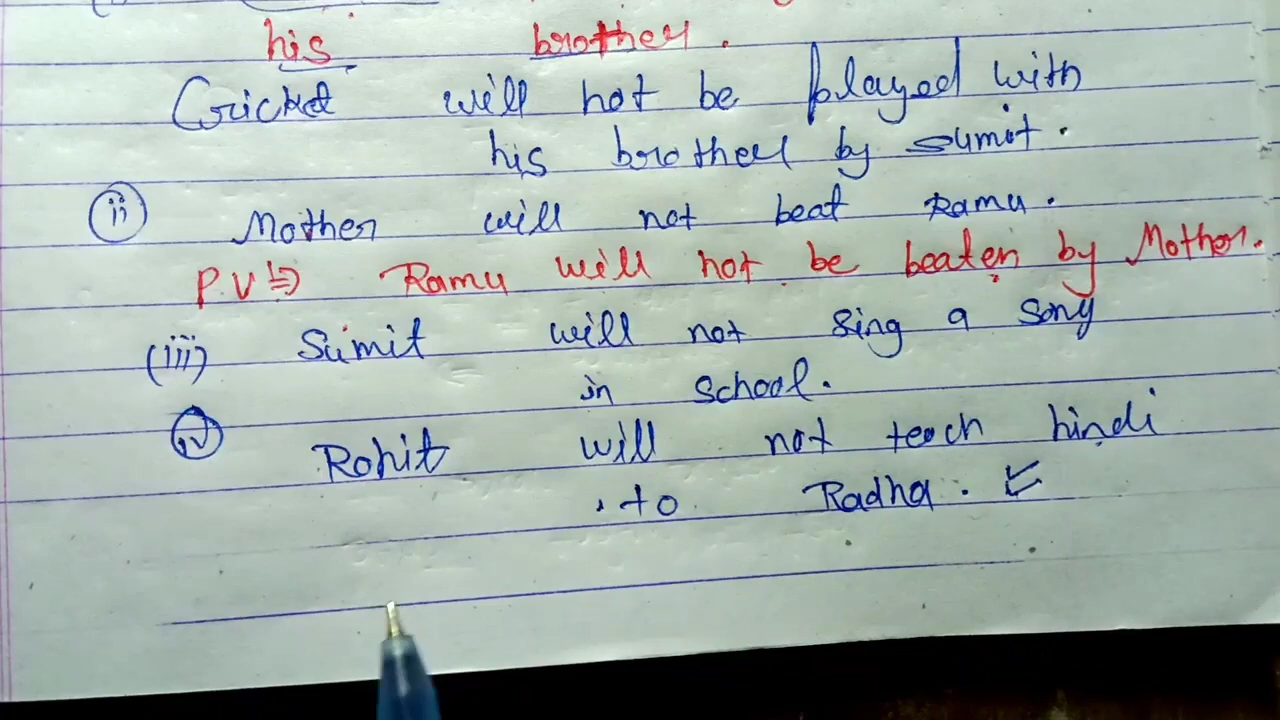 his brother.
Cricket will not be played with
his brother by sumit.
(ii) Mother will not beat Ramu.
P.V ⇒ Ramu will not be beaten by Mother.
(iii) Sumit will not sing a song
in school.
(iv) Rohit will not teach hindi
to Radha.